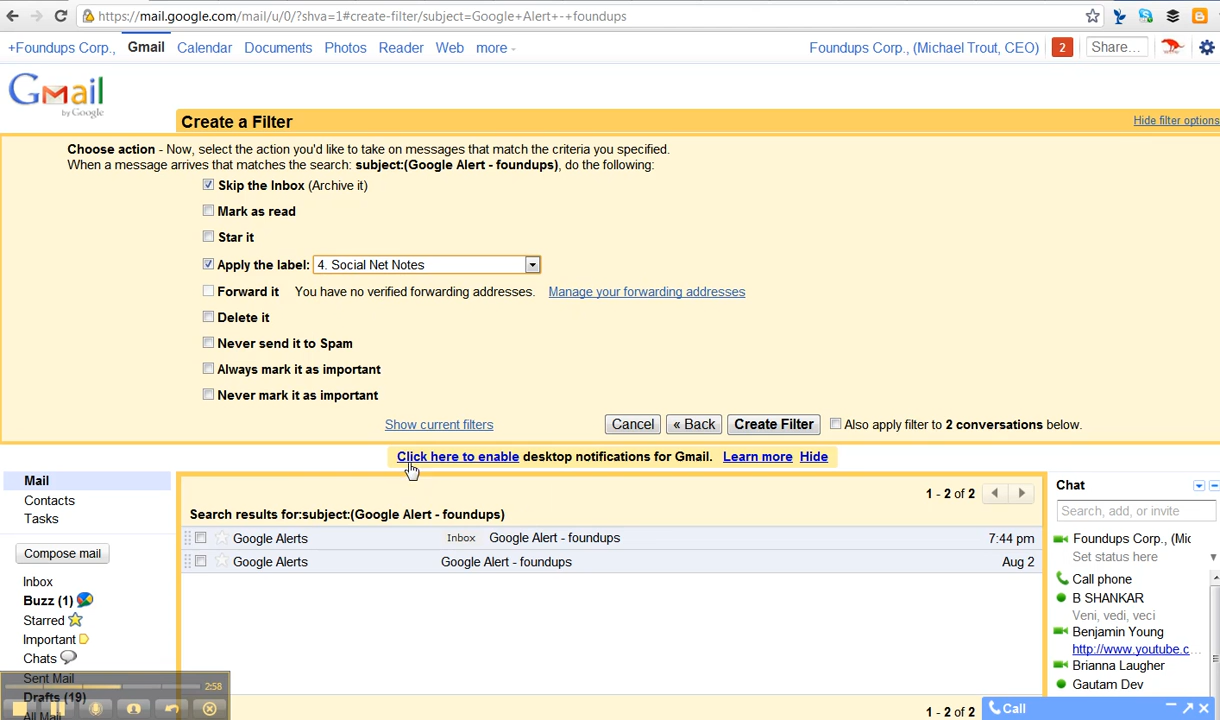 https://mail.google.com/mail/u/0/?shva=1#create-filter/subject=Google+Alert+-+foundups
+Foundups Corp., Gmail Calendar Documents Photos Reader Web more Foundups Corp., (Michael Trout, CEO) 2 Share...
Gmail
by Google
Create a Filter Hide filter options
Choose action - Now, select the action you'd like to take on messages that match the criteria you specified.
When a message arrives that matches the search: subject:(Google Alert - foundups), do the following:
Skip the Inbox (Archive it)
Mark as read
Star it
Apply the label: 4. Social Net Notes
Forward it You have no verified forwarding addresses. Manage your forwarding addresses
Delete it
Never send it to Spam
Always mark it as important
Never mark it as important
Show current filters Cancel « Back Create Filter Also apply filter to 2 conversations below.
Click here to enable desktop notifications for Gmail. Learn more Hide
Mail
Contacts
Tasks
Compose mail
Inbox
Buzz (1)
Starred
Important
Chats
Sent Mail
Drafts (19)
All Mail
2:58
1 - 2 of 2
Search results for:subject:(Google Alert - foundups)
Google Alerts Inbox Google Alert - foundups 7:44 pm
Google Alerts Google Alert - foundups Aug 2
1 - 2 of 2
Chat
Search, add, or invite
Foundups Corp., (Mic
Set status here
Call phone
B SHANKAR
Veni, vedi, veci
Benjamin Young
http://www.youtube.c...
Brianna Laugher
Gautam Dev
Call